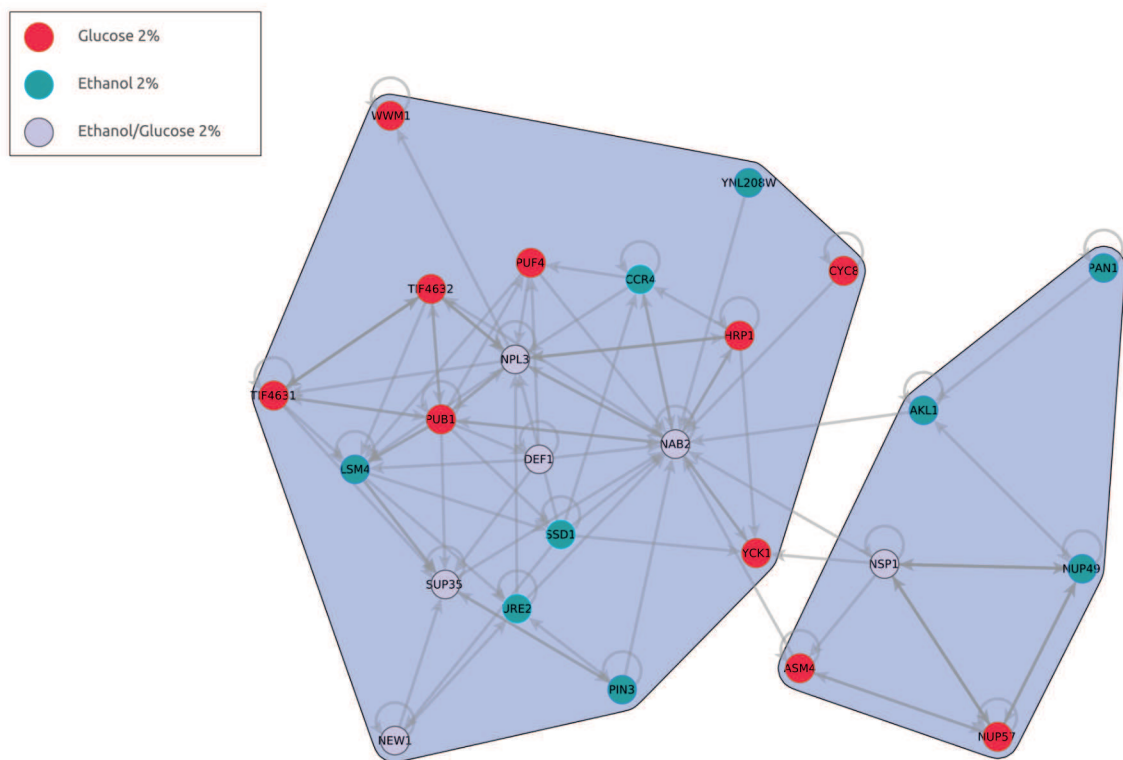 Glucose 2%
Ethanol 2%
Ethanol/Glucose 2%
WWM1
YNL208W
PUF4
CCR4
CYC8
PAN1
TIF4632
HRP1
NPL3
TIF4631
PUB1
AKL1
NAB2
DEF1
LSM4
SSD1
YCK1
NSP1
NUP49
SUP35
URE2
ASM4
PIN3
NEW1
NUP57